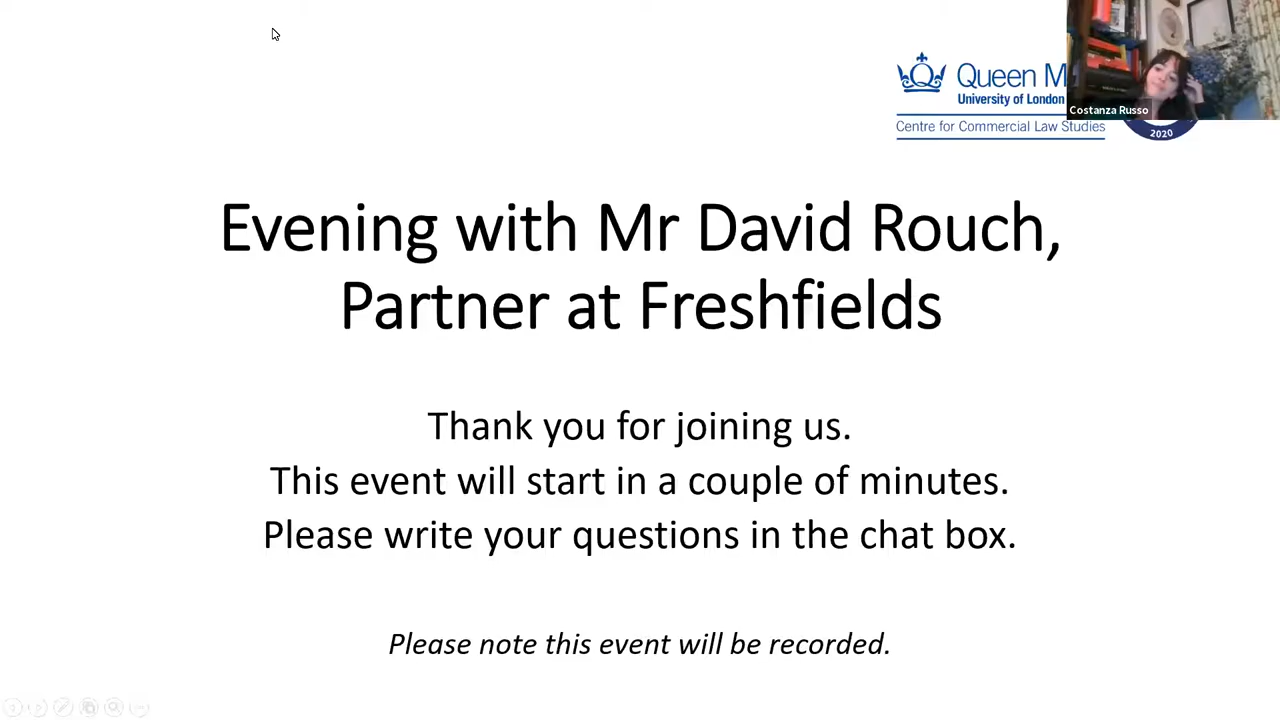 Queen M
University of London
Centre for Commercial Law Studies
Costanza Russo
2020
Evening with Mr David Rouch,
Partner at Freshfields
Thank you for joining us.
This event will start in a couple of minutes.
Please write your questions in the chat box.
Please note this event will be recorded.